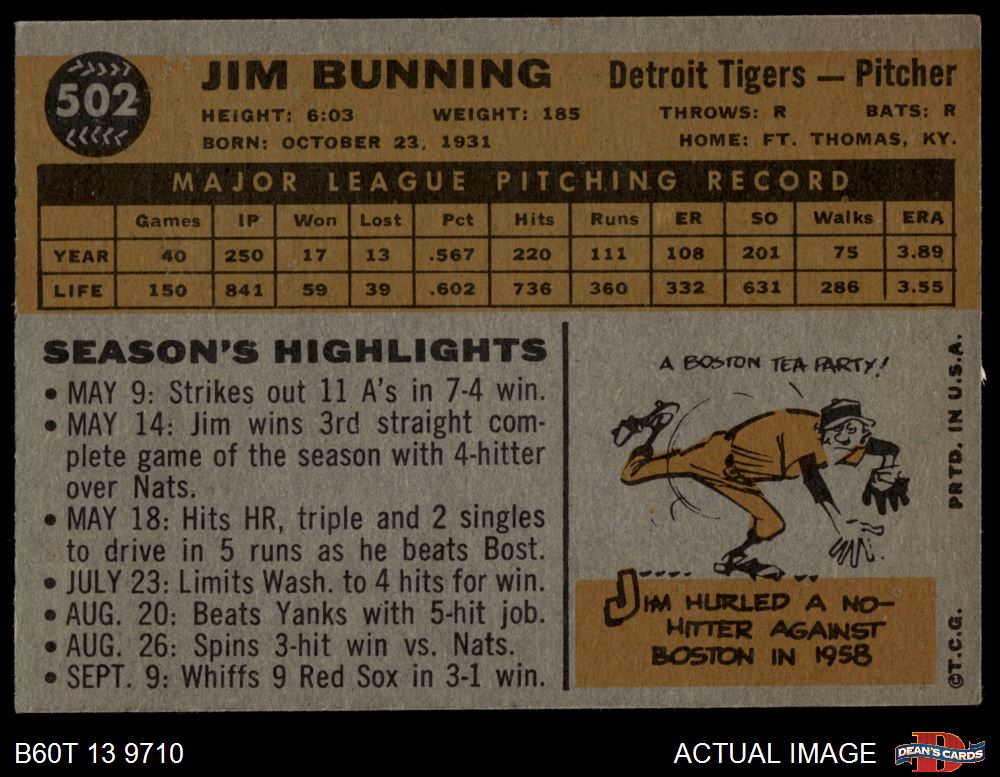 502
JIM BUNNING
Detroit Tigers — Pitcher
HEIGHT: 6:03 WEIGHT: 185 THROWS: R BATS: R
BORN: OCTOBER 23, 1931 HOME: FT. THOMAS, KY.
MAJOR LEAGUE PITCHING RECORD
Games IP Won Lost Pct Hits Runs ER SO Walks ERA
YEAR 40 250 17 13 .567 220 111 108 201 75 3.89
LIFE 150 841 59 39 .602 736 360 332 631 286 3.55
SEASON'S HIGHLIGHTS
• MAY 9: Strikes out 11 A's in 7-4 win.
• MAY 14: Jim wins 3rd straight com-
plete game of the season with 4-hitter
over Nats.
• MAY 18: Hits HR, triple and 2 singles
to drive in 5 runs as he beats Bost.
• JULY 23: Limits Wash. to 4 hits for win.
• AUG. 20: Beats Yanks with 5-hit job.
• AUG. 26: Spins 3-hit win vs. Nats.
• SEPT. 9: Whiffs 9 Red Sox in 3-1 win.
A BOSTON TEA PARTY!
JIM HURLED A NO-
HITTER AGAINST
BOSTON IN 1958
©T.C.G. PRTD. IN U.S.A.
B60T 13 9710
ACTUAL IMAGE
D
DEAN'S CARDS